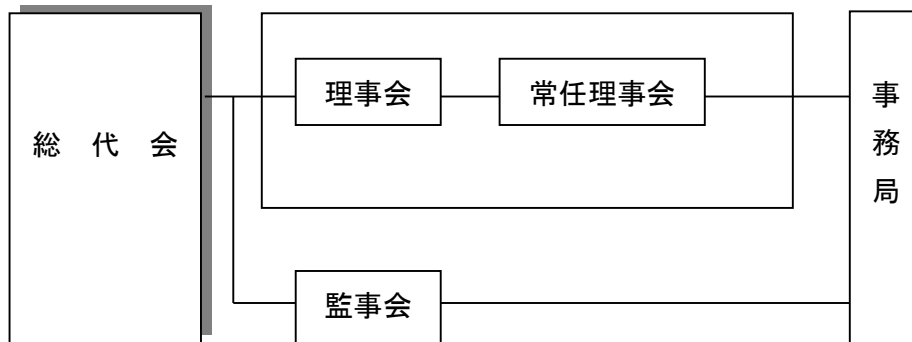 総　代　会
理事会
常任理事会
監事会
事務局